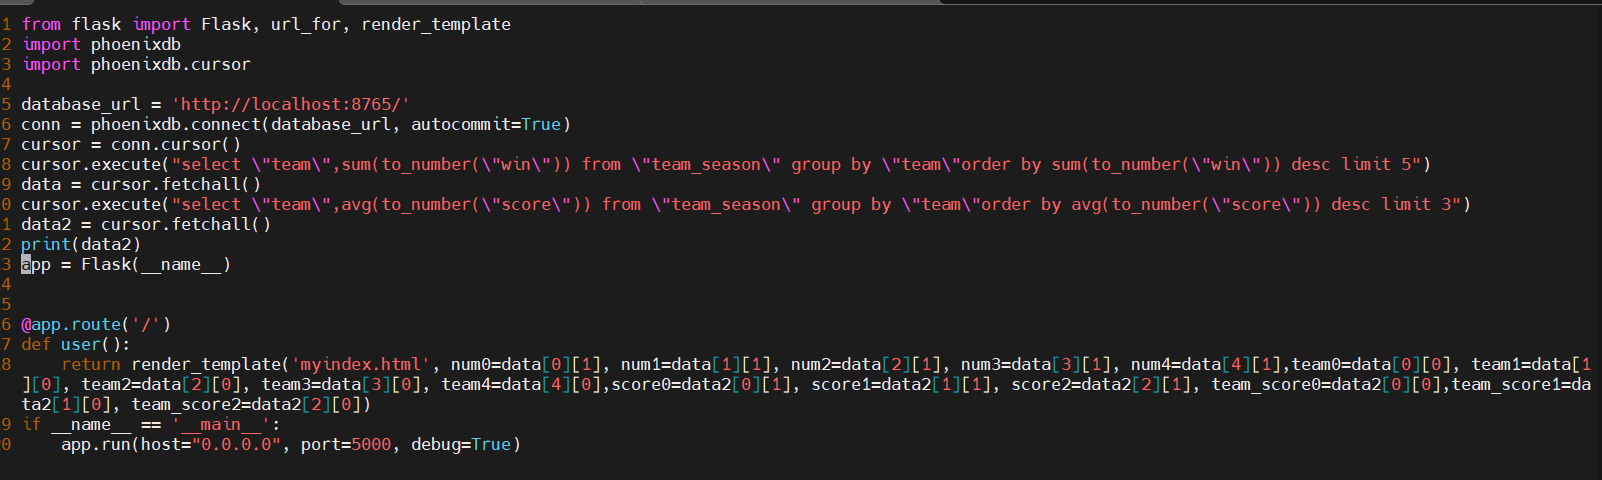 1 from flask import Flask, url_for, render_template
2 import phoenixdb
3 import phoenixdb.cursor
4
5 database_url = 'http://localhost:8765/'
6 conn = phoenixdb.connect(database_url, autocommit=True)
7 cursor = conn.cursor()
8 cursor.execute("select \"team\",sum(to_number(\"win\")) from \"team_season\" group by \"team\"order by sum(to_number(\"win\")) desc limit 5")
9 data = cursor.fetchall()
0 cursor.execute("select \"team\",avg(to_number(\"score\")) from \"team_season\" group by \"team\"order by avg(to_number(\"score\")) desc limit 3")
1 data2 = cursor.fetchall()
2 print(data2)
3 app = Flask(__name__)
4
5
6 @app.route('/')
7 def user():
8     return render_template('myindex.html', num0=data[0][1], num1=data[1][1], num2=data[2][1], num3=data[3][1], num4=data[4][1],team0=data[0][0], team1=data[1
][0], team2=data[2][0], team3=data[3][0], team4=data[4][0],score0=data2[0][1], score1=data2[1][1], score2=data2[2][1], team_score0=data2[0][0],team_score1=da
ta2[1][0], team_score2=data2[2][0])
9 if __name__ == '__main__':
0     app.run(host="0.0.0.0", port=5000, debug=True)